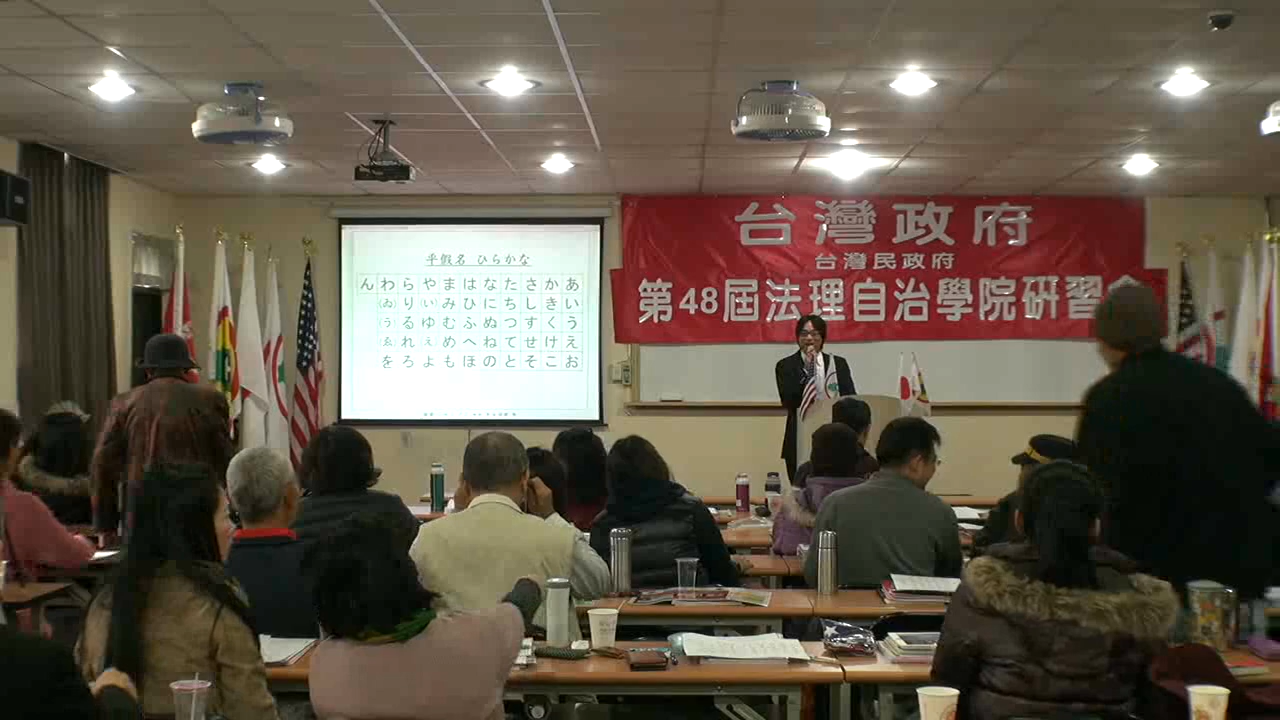 平假名 ひらかな
んわらやまはなたさかあ
(ゐ)り(い)みひにちしきい
(う)るゆむふぬつすくう
(ゑ)れ(え)めへねてせけえ
をろよもほのとそこお
台灣政府
台灣民政府
第48屆法理自治學院研習會